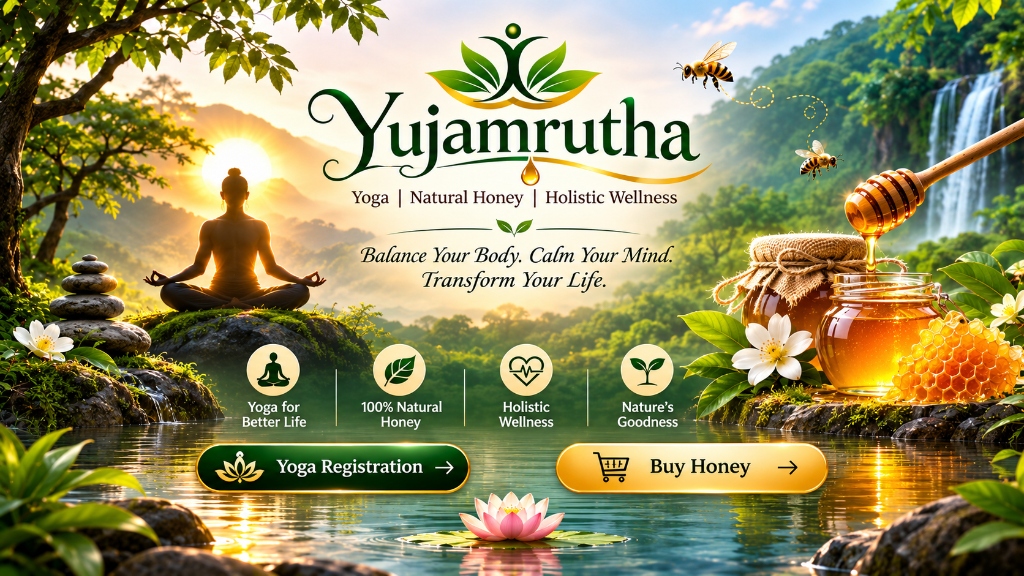 Yujamrutha
Yoga | Natural Honey | Holistic Wellness
Balance Your Body. Calm Your Mind.
Transform Your Life.
Yoga for
Better Life
100% Natural
Honey
Holistic
Wellness
Nature's
Goodness
Yoga Registration →
Buy Honey →